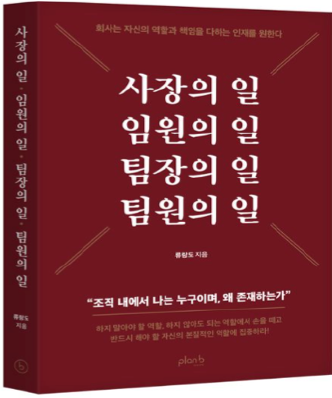 회사는 자신의 역할과 책임을 다하는 인재를 원한다
사장의 일
임원의 일
팀장의 일
팀원의 일
류랑도 지음
“조직 내에서 나는 누구이며, 왜 존재하는가”
하지 말아야 할 역할, 하지 않아도 되는 역할에서 손을 떼고
반드시 해야 할 자신의 본질적인 역할에 집중하라!
plan b
사장의 일 · 임원의 일 · 팀장의 일 · 팀원의 일
류랑도
지음
b